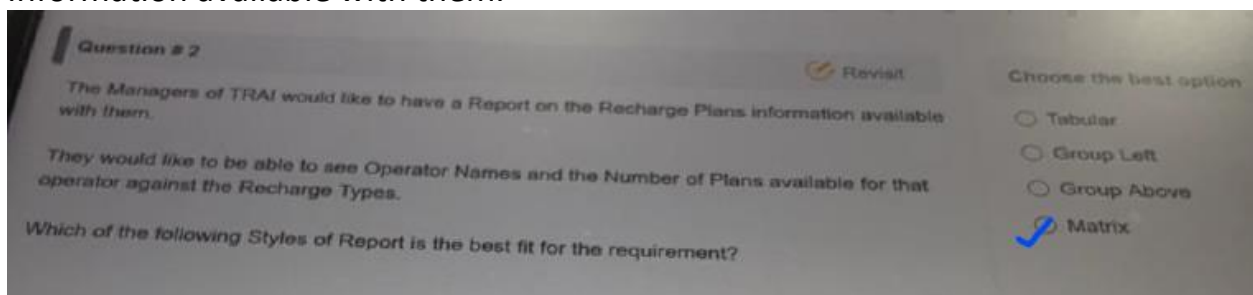 Question # 2
Revisit
The Managers of TRAI would like to have a Report on the Recharge Plans information available
with them.
They would like to be able to see Operator Names and the Number of Plans available for that
operator against the Recharge Types.
Which of the following Styles of Report is the best fit for the requirement?
Choose the best option
Tabular
Group Left
Group Above
Matrix